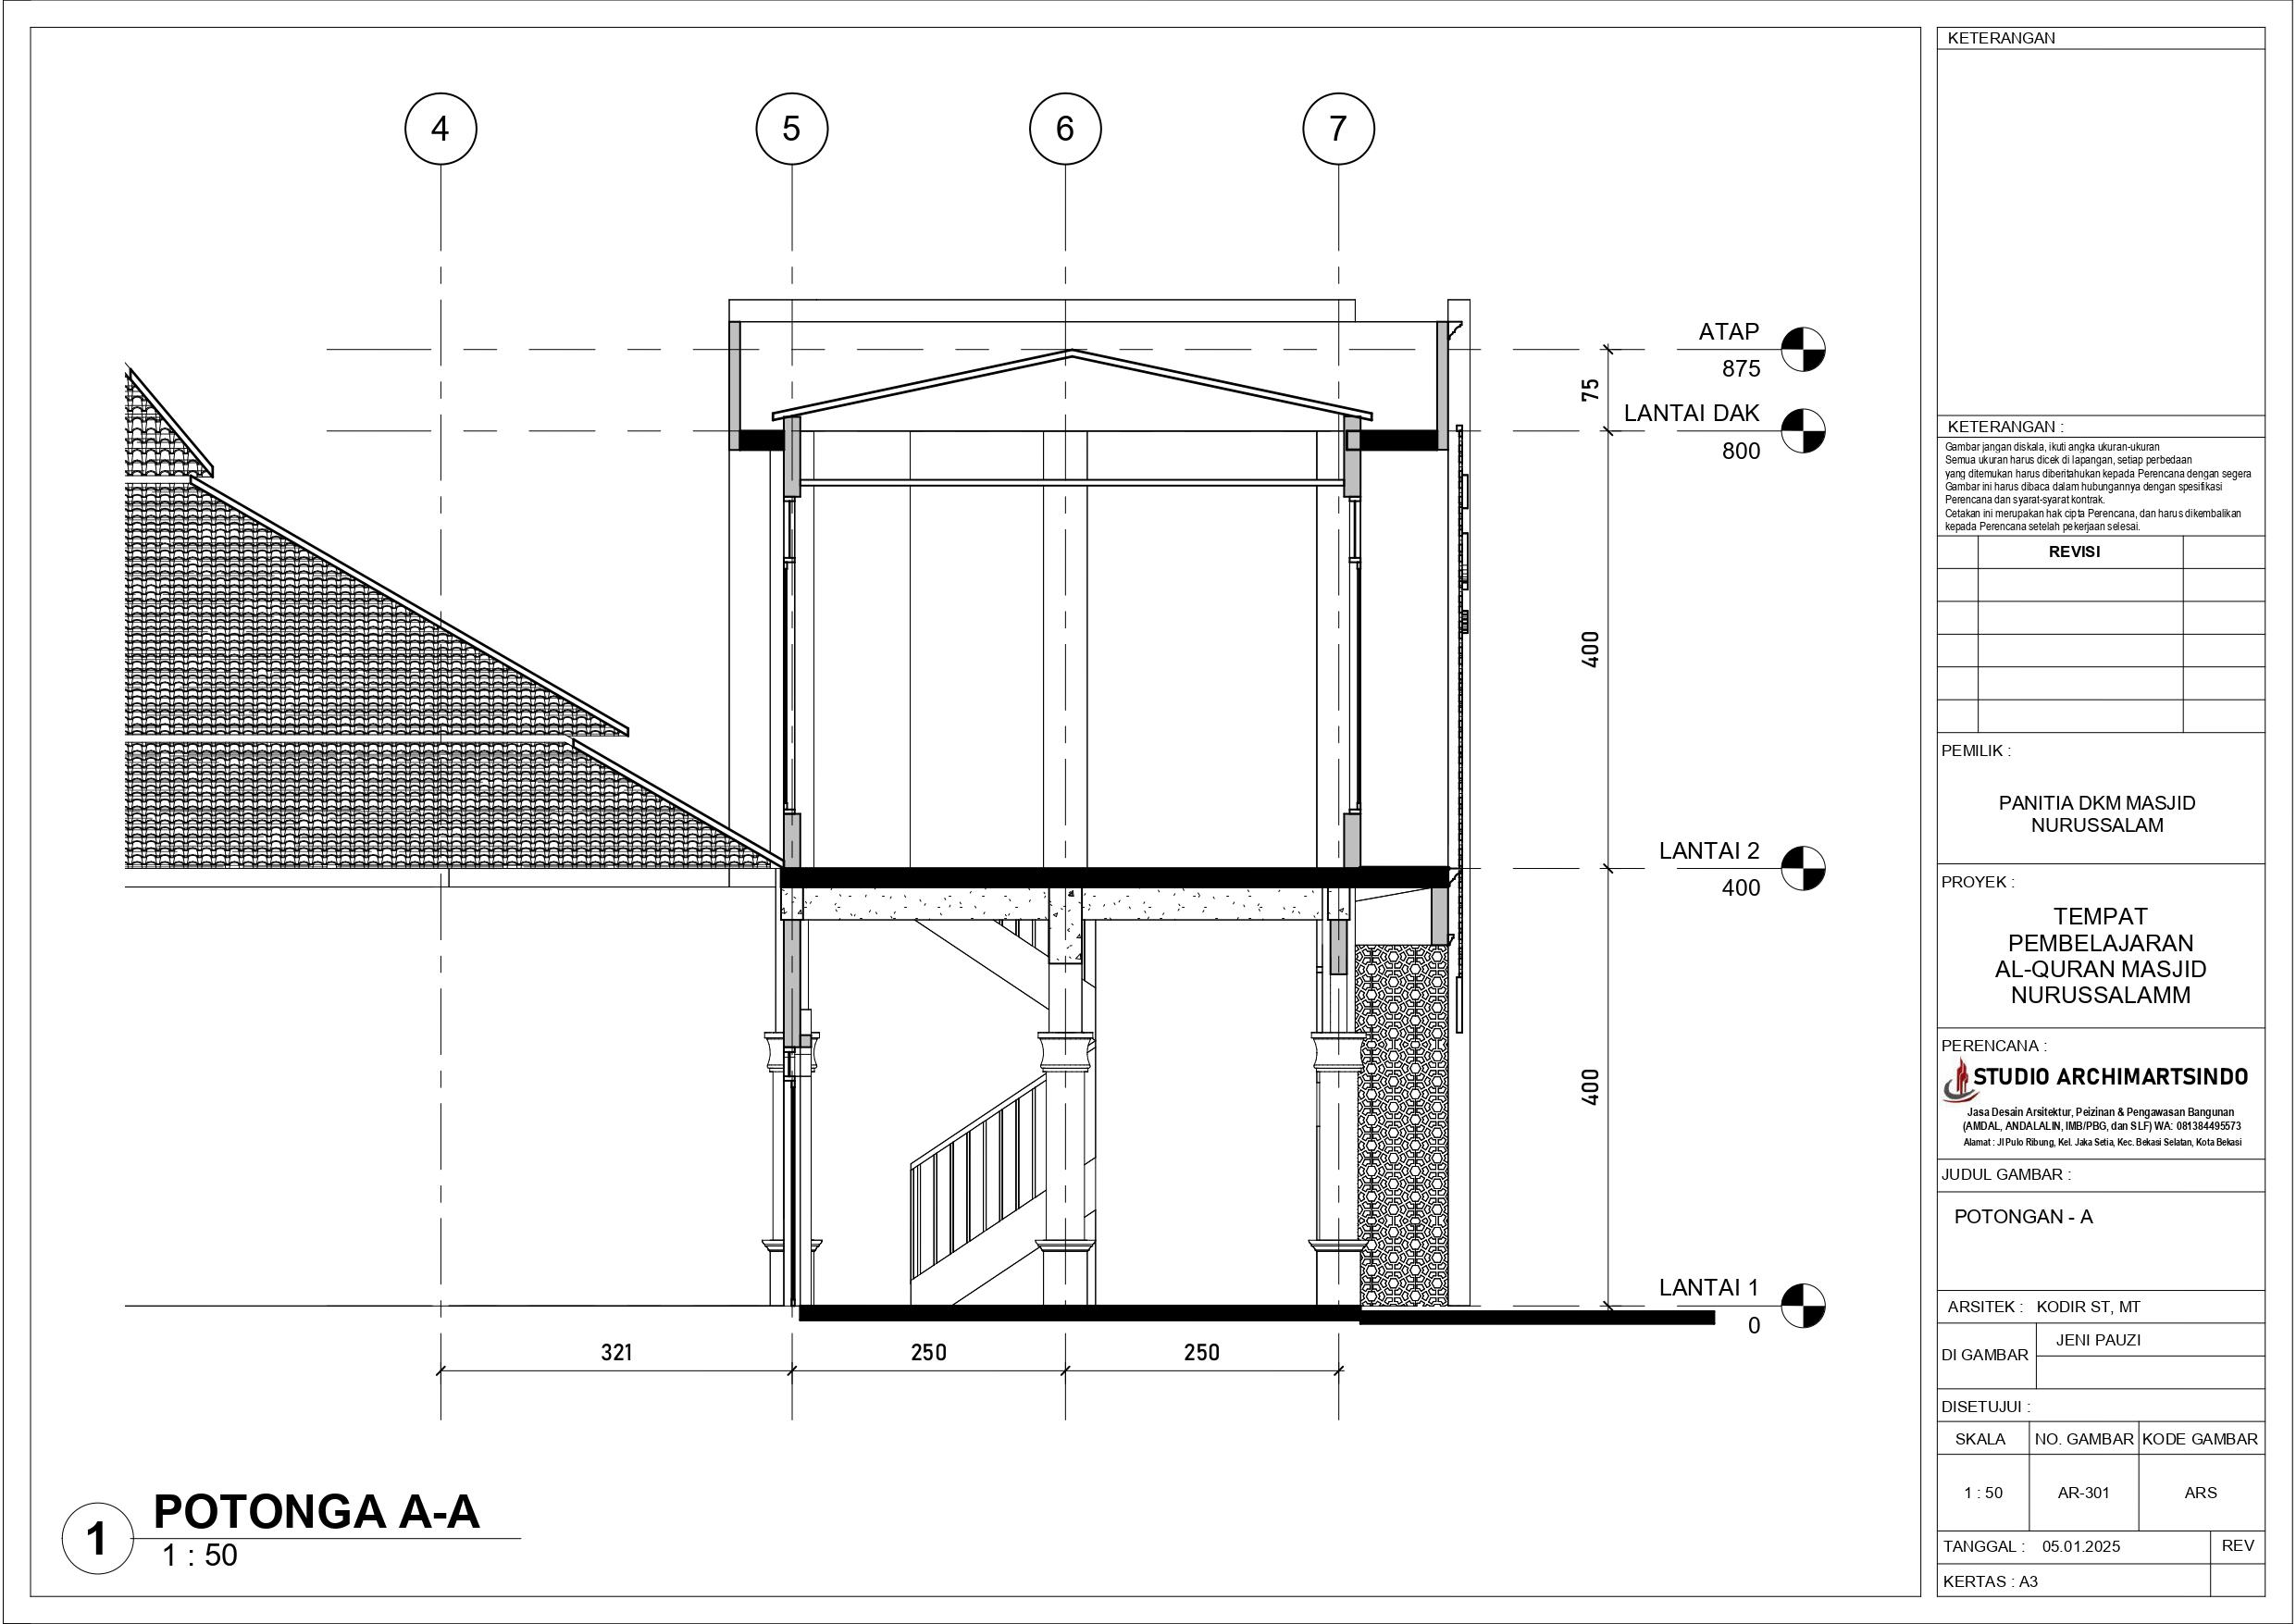 4
5
6
7
ATAP
875
75
LANTAI DAK
800
400
LANTAI 2
400
400
LANTAI 1
0
321
250
250
1
POTONGA A-A
1 : 50
KETERANGAN
KETERANGAN :
Gambar jangan diskala, ikuti angka ukuran-ukuran
Semua ukuran harus dicek di lapangan, setiap perbedaan
yang ditemukan harus diberitahukan kepada Perencana dengan segera
Gambar ini harus dibaca dalam hubungannya dengan spesifikasi
Perencana dan syarat-syarat kontrak.
Cetakan ini merupakan hak cipta Perencana, dan harus dikembalikan
kepada Perencana setelah pekerjaan selesai.
REVISI
PEMILIK :
PANITIA DKM MASJID
NURUSSALAM
PROYEK :
TEMPAT
PEMBELAJARAN
AL-QURAN MASJID
NURUSSALAMM
PERENCANA :
STUDIO ARCHIMARTSINDO
Jasa Desain Arsitektur, Peizinan & Pengawasan Bangunan
(AMDAL, ANDALALIN, IMB/PBG, dan SLF) WA: 081384495573
Alamat : Jl Pulo Ribung, Kel. Jaka Setia, Kec. Bekasi Selatan, Kota Bekasi
JUDUL GAMBAR :
POTONGAN - A
ARSITEK : KODIR ST, MT
DI GAMBAR JENI PAUZI
DISETUJUI :
SKALA NO. GAMBAR KODE GAMBAR
1 : 50 AR-301 ARS
TANGGAL : 05.01.2025 REV
KERTAS : A3